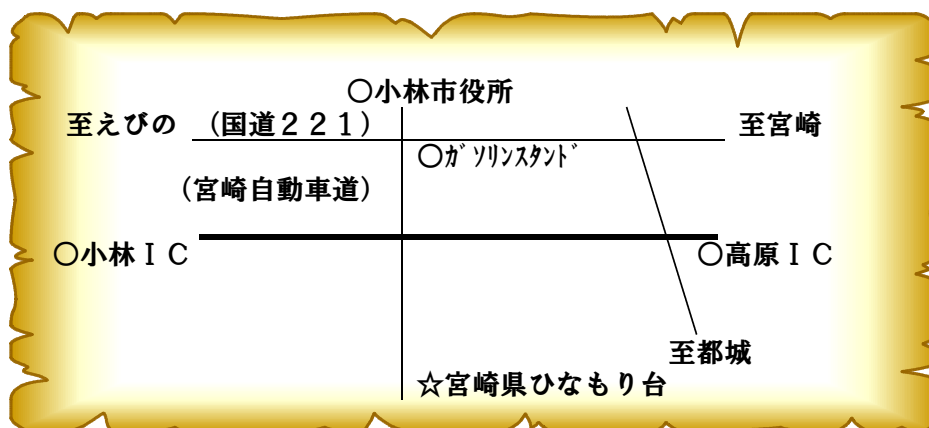 ○小林市役所
至えびの (国道221) 至宮崎
○ガソリンスタンド
(宮崎自動車道)
○小林IC ○高原IC
至都城
☆宮崎県ひなもり台